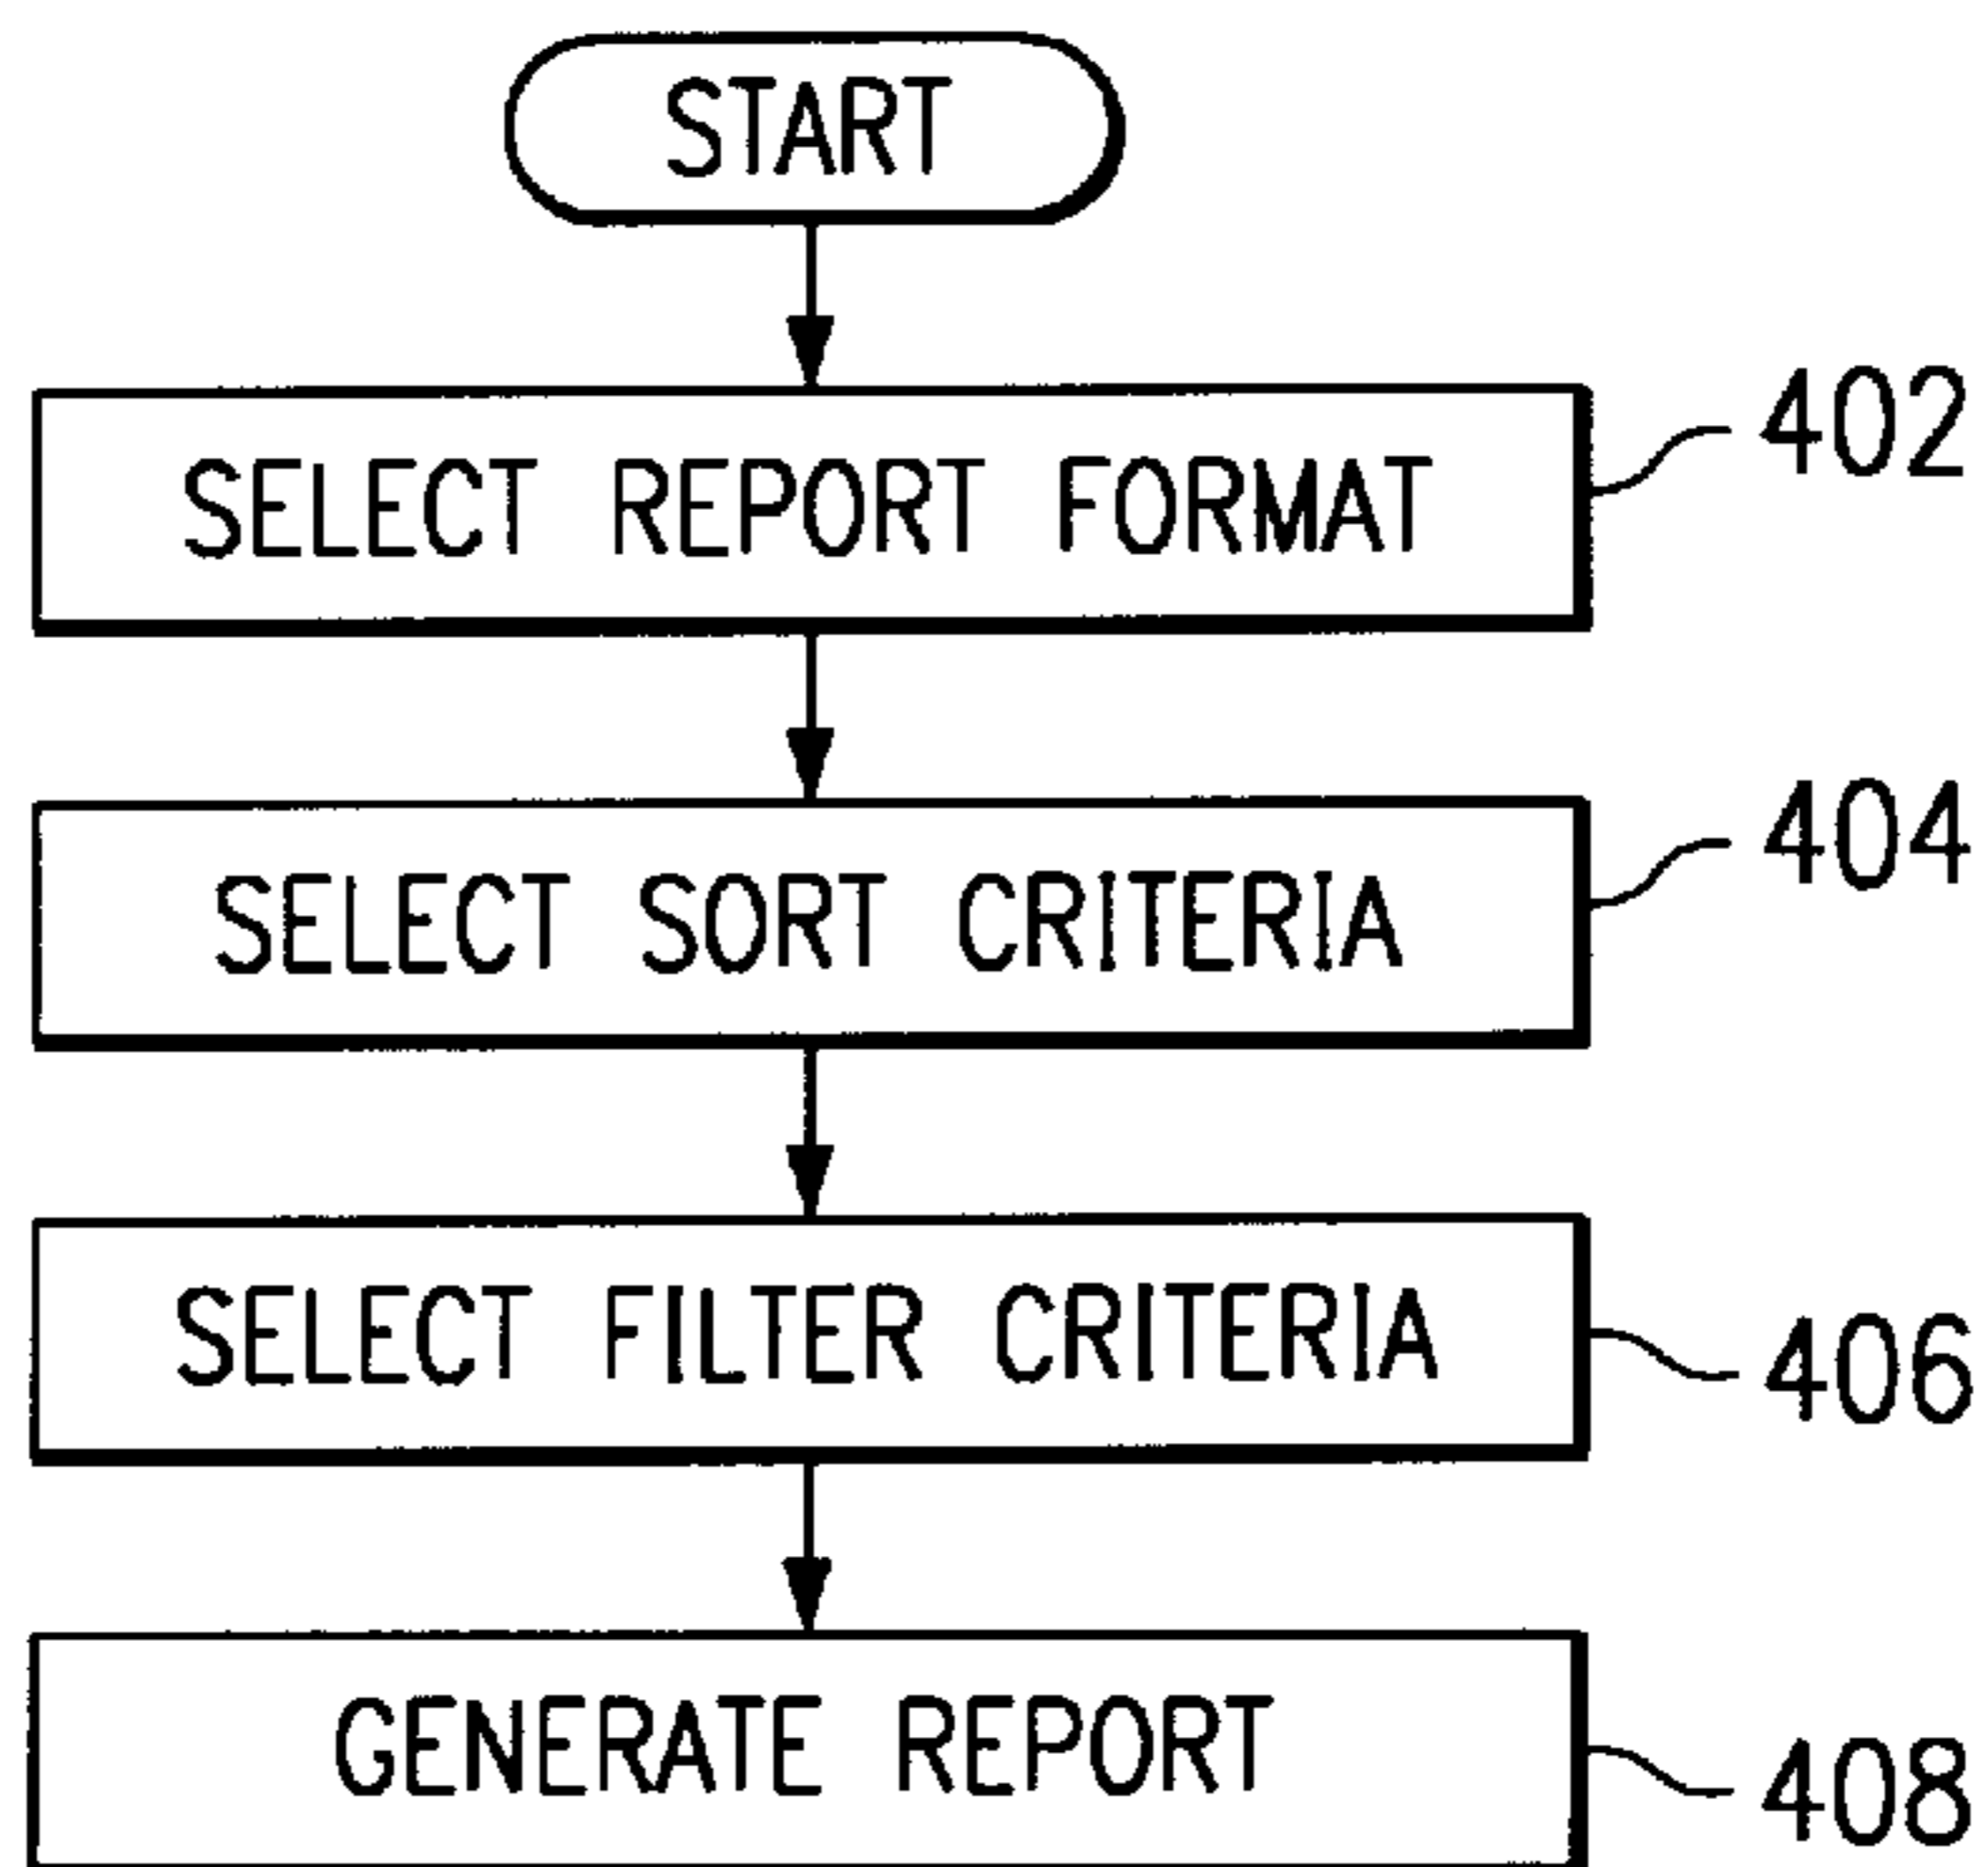 START
SELECT REPORT FORMAT
402
SELECT SORT CRITERIA
404
SELECT FILTER CRITERIA
406
GENERATE REPORT
408